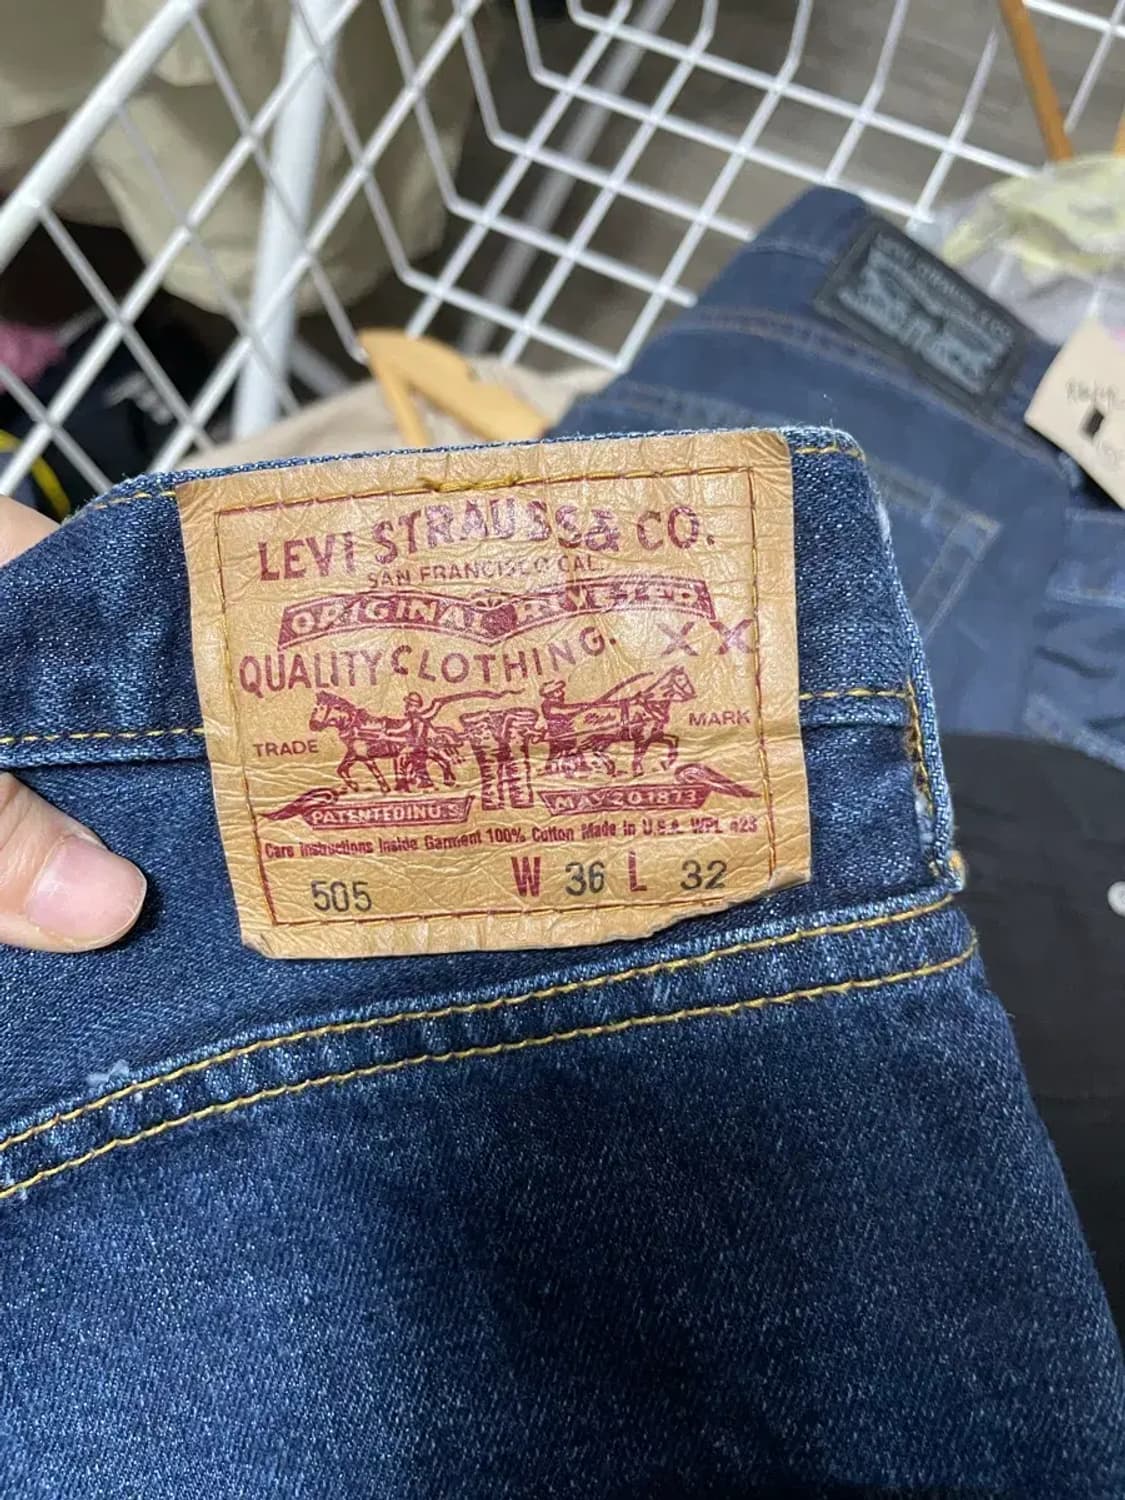 LEVI STRAUSS & CO.
SAN FRANCISCO CAL.
ORIGINAL RIVETED
QUALITY CLOTHING. XX
TRADE MARK
PATENTED IN U.S. MAY 20 1873
Care Instructions Inside Garment 100% Cotton Made in U.S.A. WPL 423
505 W 36 L 32